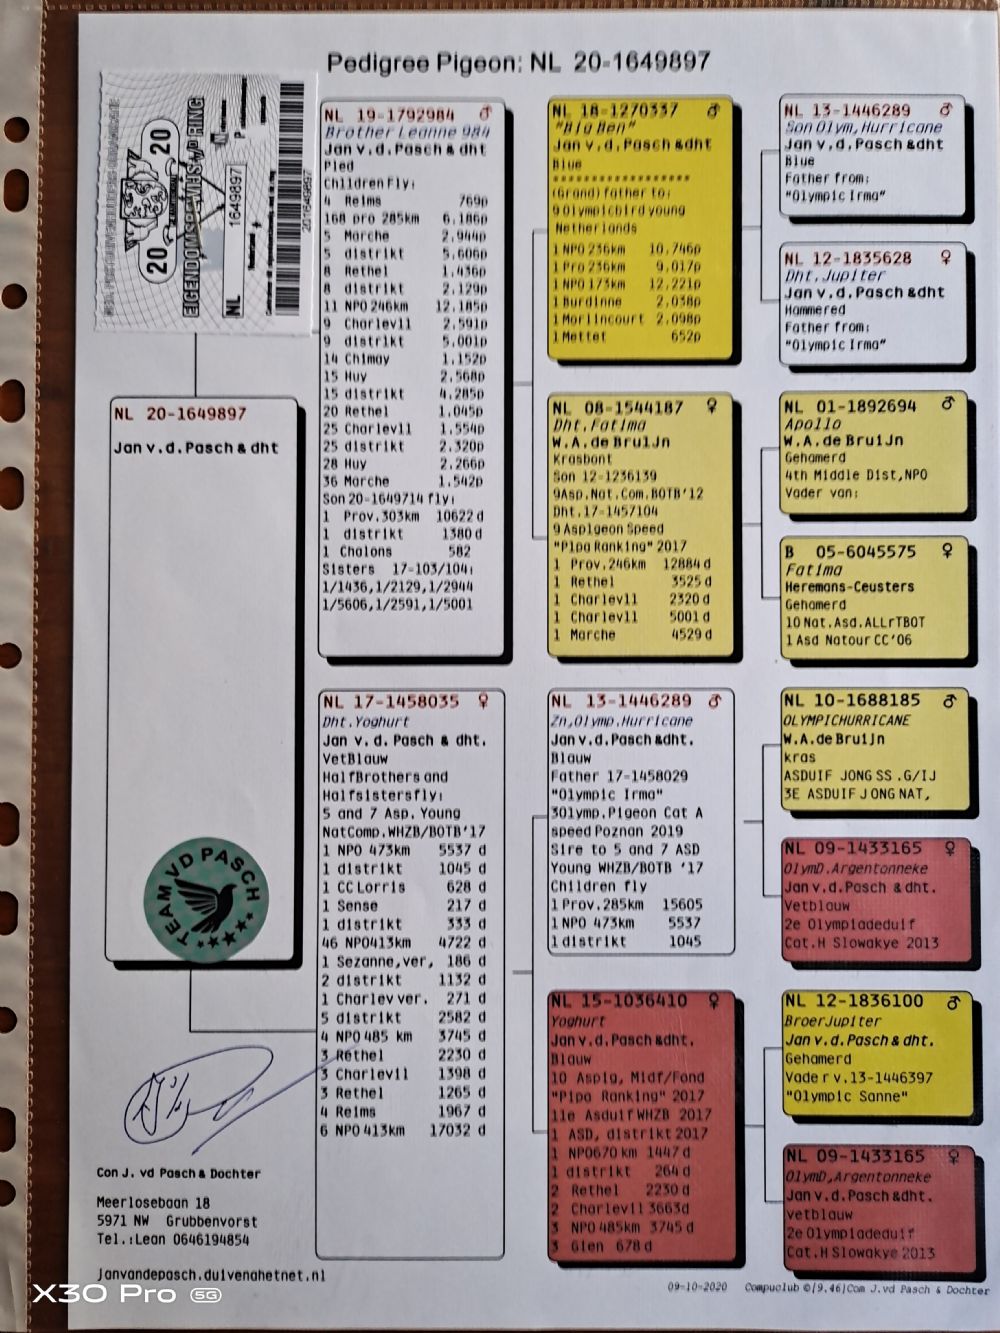 Pedigree Pigeon: NL 20-1649897
20
20
EIGENDOMSBEWIJS V/D RING
NL 1649897
Nederland
201649897
NL 20-1649897
Jan v.d.Pasch & dht
TEAM VD PASCH
NL 19-1792984 ♂
Brother Leanne 984
Jan v.d.Pasch & dht
Pled
Children Fly:
4 Reims 769p
168 pro 285km 6.186p
5 Marche 2.944p
5 distrikt 5.606p
8 Rethel 1.436p
8 distrikt 2.129p
11 NPO 246km 12.185p
9 Charlevll 2.591p
9 distrikt 5.001p
14 Chimay 1.152p
15 Huy 2.568p
15 distrikt 4.285p
20 Rethel 1.045p
25 Charlevll 1.554p
25 distrikt 2.320p
28 Huy 2.266p
36 Marche 1.542p
Son 20-1649714 fly:
1 Prov.303km 10622 d
1 distrikt 1380 d
1 Chalons 582
Sisters 17-103/104:
1/1436,1/2129,1/2944
1/5606,1/2591,1/5001
NL 17-1458035 ♀
Dht.Yoghurt
Jan v. d. Pasch & dht.
VetBlauw
HalfBrothers and
Halfsistersfly:
5 and 7 Asp. Young
NatComp.WHZB/BOTB'17
1 NPO 473km 5537 d
1 distrikt 1045 d
1 CC Lorris 628 d
1 Sense 217 d
1 distrikt 333 d
46 NPO413km 4722 d
1 Sezanne,ver, 186 d
2 distrikt 1132 d
1 Charlev ver. 271 d
5 distrikt 2582 d
4 NPO 485 km 3745 d
3 Rethel 2230 d
3 Charlevll 1398 d
3 Rethel 1265 d
4 Reims 1967 d
6 NPO 413km 17032 d
NL 18-1270337 ♂
"Big Ben"
Jan v.d.Pasch & dht
Blue
******************
(Grand)father to:
9 Olympicbird young
Netherlands
1 NPO 236km 10.746p
1 Pro 236km 9.017p
1 NPO 173km 12.221p
1 Burdinne 2.038p
1 Morlincourt 2.098p
1 Mettet 652p
NL 08-1544187 ♀
Dht.Fatima
W.A.de Bruijn
Krasbont
Son 12-1236139
9Asp.Nat.Com.BOTB'12
Dht.17-1457104
9 Aspigeon Speed
"Pipa Ranking" 2017
1 Prov.246km 12884 d
1 Rethel 3525 d
1 Charlevll 2320 d
1 Charlevll 5001 d
1 Marche 4529 d
NL 13-1446289 ♂
Zn,Olymp.Hurricane
Jan v.d.Pasch &dht.
Blauw
Father 17-1458029
"Olympic Irma"
3Olymp.Pigeon Cat A
speed Poznan 2019
Sire to 5 and 7 ASD
Young WHZB/BOTB '17
Children fly
1 Prov.285km 15605
1 NPO 473km 5537
1 distrikt 1045
NL 15-1036410 ♀
Yoghurt
Jan v.d.Pasch &dht.
Blauw
10 Aspig, Midf/Fond
"Pipa Ranking" 2017
11e Asduif WHZB 2017
1 ASD, distrikt 2017
1 NPO670 km 1447 d
1 distrikt 264 d
2 Rethel 2230 d
2 Charlevll 3663d
3 NPO 485km 3745 d
3 Gien 678 d
NL 13-1446289 ♂
Son Olym,Hurricane
Jan v.d.Pasch &dht
Blue
Father from:
"Olympic Irma"
NL 12-1835628 ♀
Dht.Jupiter
Jan v.d.Pasch &dht
Hammered
Father from:
"Olympic Irma"
NL 01-1892694 ♂
Apollo
W.A.de Bruijn
Gehamerd
4th Middle Dist,NPO
Vader van:
B 05-6045575 ♀
Fatima
Heremans-Ceusters
Gehamerd
10 Nat.Asd.ALLrTBOT
1 Asd Natour CC'06
NL 10-1688185 ♂
OLYMPICHURRICANE
W.A.de Bruijn
kras
ASDUIF JONG SS .G/IJ
3E ASDUIF JONG NAT,
NL 09-1433165 ♀
OlymD.Argentonneke
Jan v.d.Pasch & dht.
Vetblauw
2e Olympiadeduif
Cat.H Slowakye 2013
NL 12-1836100 ♂
BroerJupiter
Jan v.d.Pasch & dht.
Gehamerd
Vader v.13-1446397
"Olympic Sanne"
NL 09-1433165 ♀
OlymD,Argentonneke
Jan v.d.Pasch &dht.
vetblauw
2e Olympiadeduif
Cat.H Slowakye 2013
Con J. vd Pasch & Dochter
Meerlosebaan 18
5971 NW Grubbenvorst
Tel.:Lean 0646194854
Janvandepasch.duivenahetnet.nl
09-10-2020 Compuclub ©[9.46]Com J.vd Pasch & Dochter
X30 Pro 5G